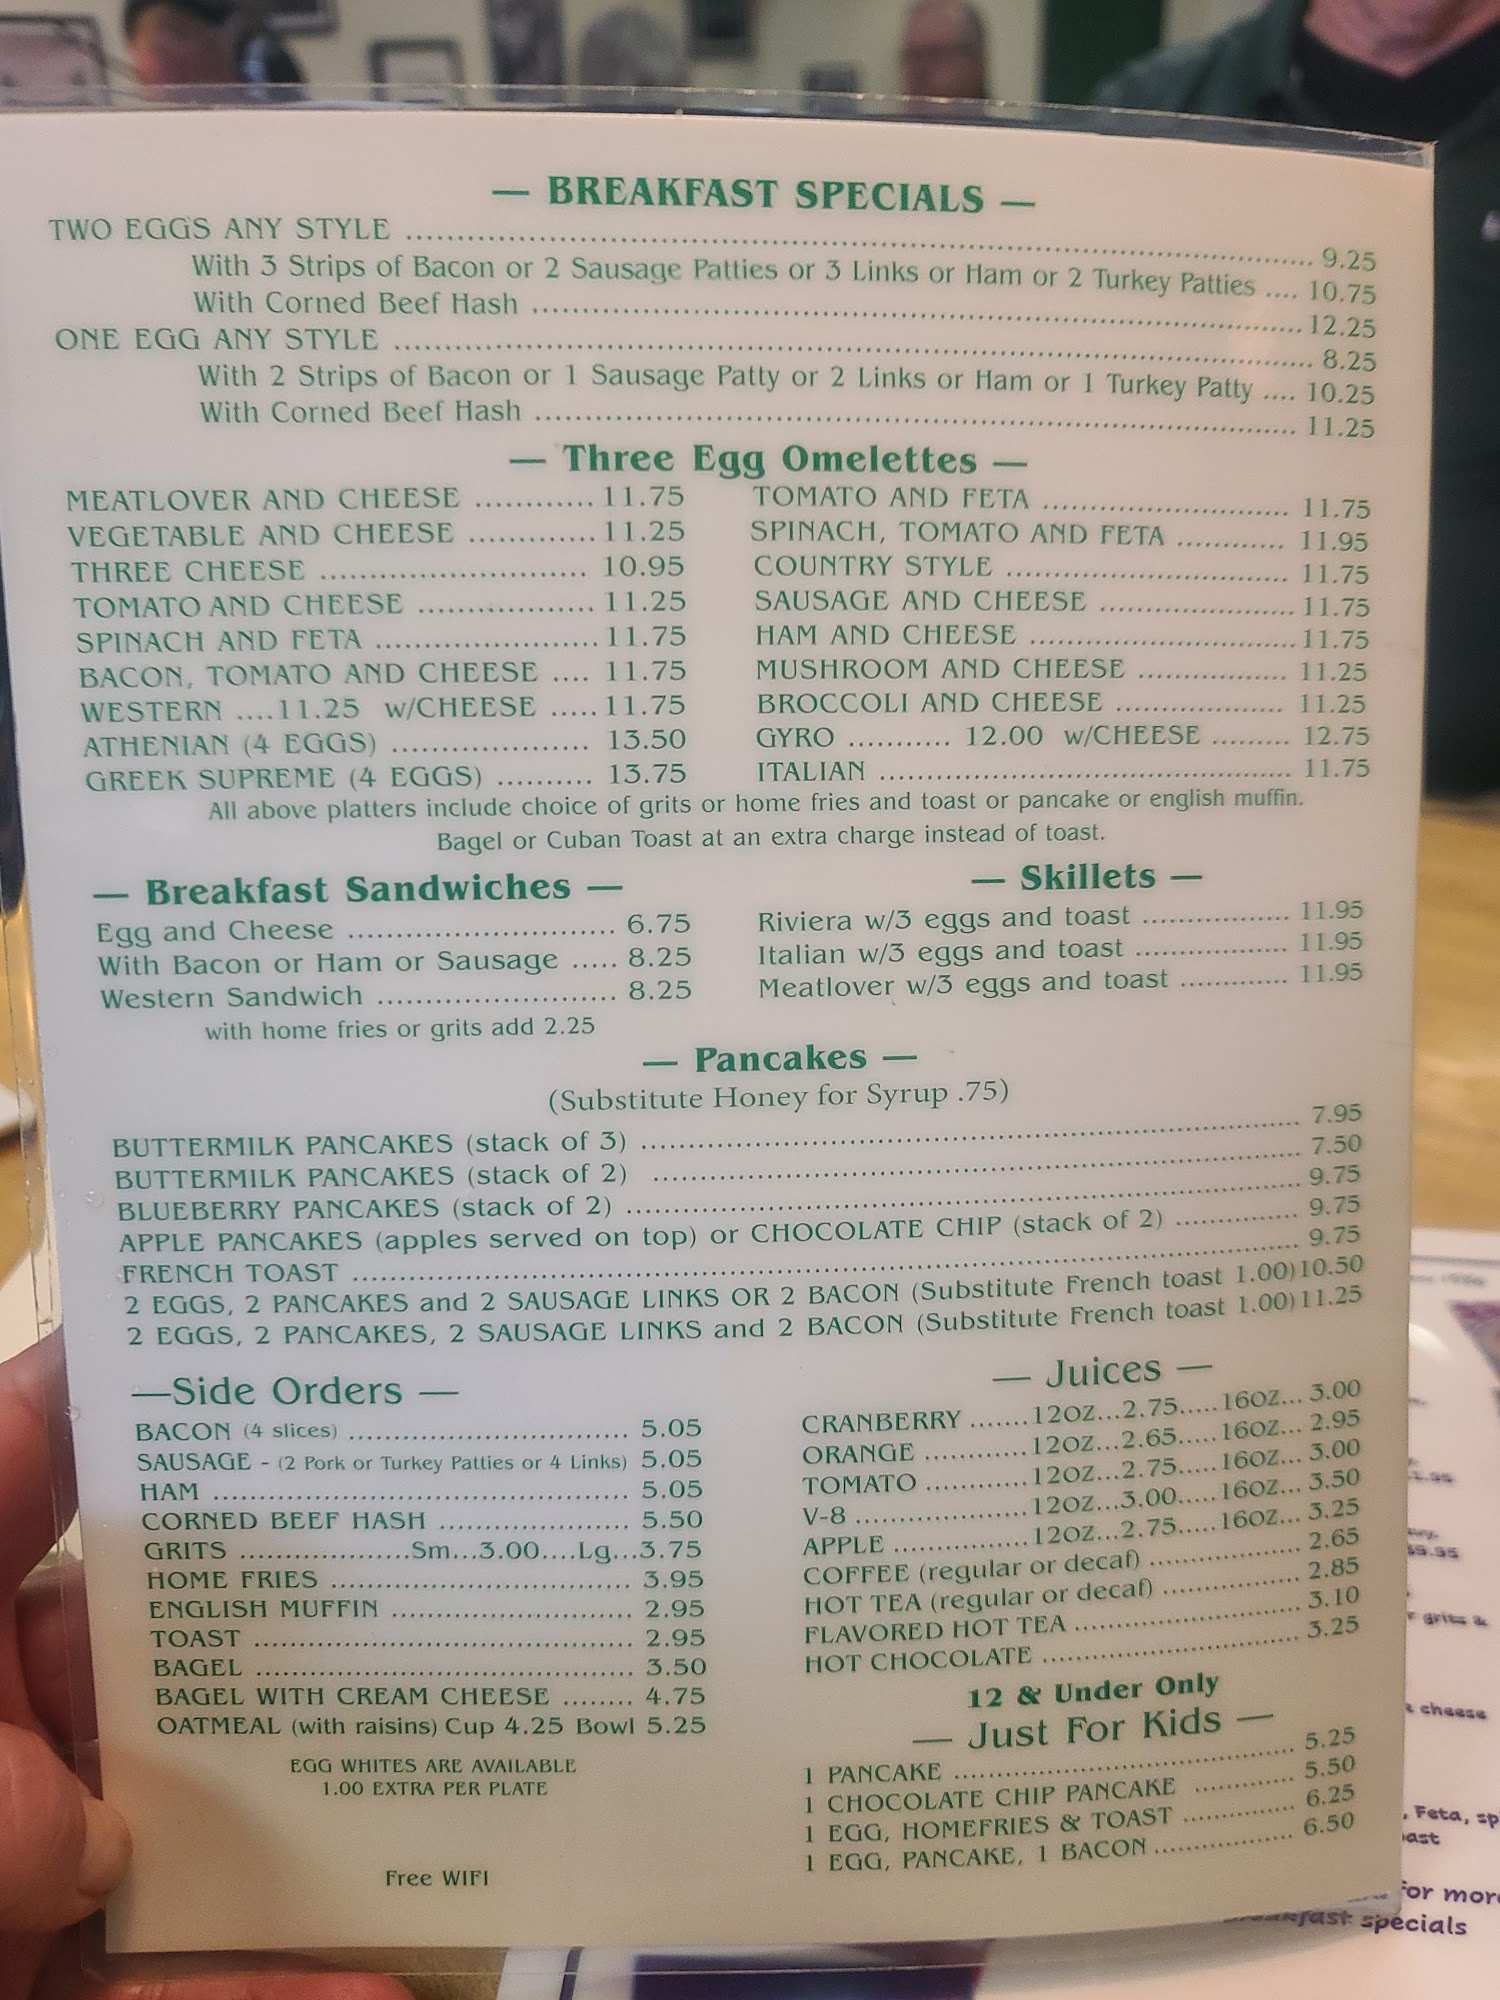 — BREAKFAST SPECIALS —
TWO EGGS ANY STYLE ........ 9.25
With 3 Strips of Bacon or 2 Sausage Patties or 3 Links or Ham or 2 Turkey Patties .... 10.75
With Corned Beef Hash ........ 12.25
ONE EGG ANY STYLE ........ 8.25
With 2 Strips of Bacon or 1 Sausage Patty or 2 Links or Ham or 1 Turkey Patty .... 10.25
With Corned Beef Hash ........ 11.25
— Three Egg Omelettes —
MEATLOVER AND CHEESE ............ 11.75
VEGETABLE AND CHEESE ............. 11.25
THREE CHEESE ........ 10.95
TOMATO AND CHEESE ........ 11.25
SPINACH AND FETA ........ 11.75
BACON, TOMATO AND CHEESE .... 11.75
WESTERN ....11.25 w/CHEESE .....11.75
ATHENIAN (4 EGGS) ........ 13.50
GREEK SUPREME (4 EGGS) .......... 13.75
TOMATO AND FETA ........ 11.75
SPINACH, TOMATO AND FETA ............ 11.95
COUNTRY STYLE ........ 11.75
SAUSAGE AND CHEESE ........ 11.75
HAM AND CHEESE ........ 11.75
MUSHROOM AND CHEESE ........ 11.25
BROCCOLI AND CHEESE ........ 11.25
GYRO ........... 12.00 w/CHEESE ......... 12.75
ITALIAN ........ 11.75
All above platters include choice of grits or home fries and toast or pancake or english muffin.
Bagel or Cuban Toast at an extra charge instead of toast.
— Breakfast Sandwiches —
Egg and Cheese ........ 6.75
With Bacon or Ham or Sausage ..... 8.25
Western Sandwich ........ 8.25
with home fries or grits add 2.25
— Skillets —
Riviera w/3 eggs and toast ........ 11.95
Italian w/3 eggs and toast ........ 11.95
Meatlover w/3 eggs and toast ........ 11.95
— Pancakes —
(Substitute Honey for Syrup .75)
BUTTERMILK PANCAKES (stack of 3) ........ 7.95
BUTTERMILK PANCAKES (stack of 2) ........ 7.50
BLUEBERRY PANCAKES (stack of 2) ........ 9.75
APPLE PANCAKES (apples served on top) or CHOCOLATE CHIP (stack of 2) ........ 9.75
FRENCH TOAST ........ 9.75
2 EGGS, 2 PANCAKES and 2 SAUSAGE LINKS OR 2 BACON (Substitute French toast 1.00)10.50
2 EGGS, 2 PANCAKES, 2 SAUSAGE LINKS and 2 BACON (Substitute French toast 1.00)11.25
—Side Orders —
BACON (4 slices) ........ 5.05
SAUSAGE - (2 Pork or Turkey Patties or 4 Links) 5.05
HAM ........ 5.05
CORNED BEEF HASH ........ 5.50
GRITS ........Sm...3.00....Lg...3.75
HOME FRIES ........ 3.95
ENGLISH MUFFIN ........ 2.95
TOAST ........ 2.95
BAGEL ........ 3.50
BAGEL WITH CREAM CHEESE ........ 4.75
OATMEAL (with raisins) Cup 4.25 Bowl 5.25
EGG WHITES ARE AVAILABLE
1.00 EXTRA PER PLATE
Free WIFI
— Juices —
CRANBERRY .......12OZ...2.75.....16OZ... 3.00
ORANGE ........12OZ...2.65.....16OZ... 2.95
TOMATO ........12OZ...2.75.....16OZ... 3.00
V-8 ........12OZ...3.00.....16OZ... 3.50
APPLE ........12OZ...2.75.....16OZ... 3.25
COFFEE (regular or decaf) ........ 2.65
HOT TEA (regular or decaf) ........ 2.85
FLAVORED HOT TEA ........ 3.10
HOT CHOCOLATE ........ 3.25
12 & Under Only
— Just For Kids —
1 PANCAKE ........ 5.25
1 CHOCOLATE CHIP PANCAKE ........ 5.50
1 EGG, HOMEFRIES & TOAST ........ 6.25
1 EGG, PANCAKE, 1 BACON ........ 6.50
grits &
cheese
, Feta,
for
specials